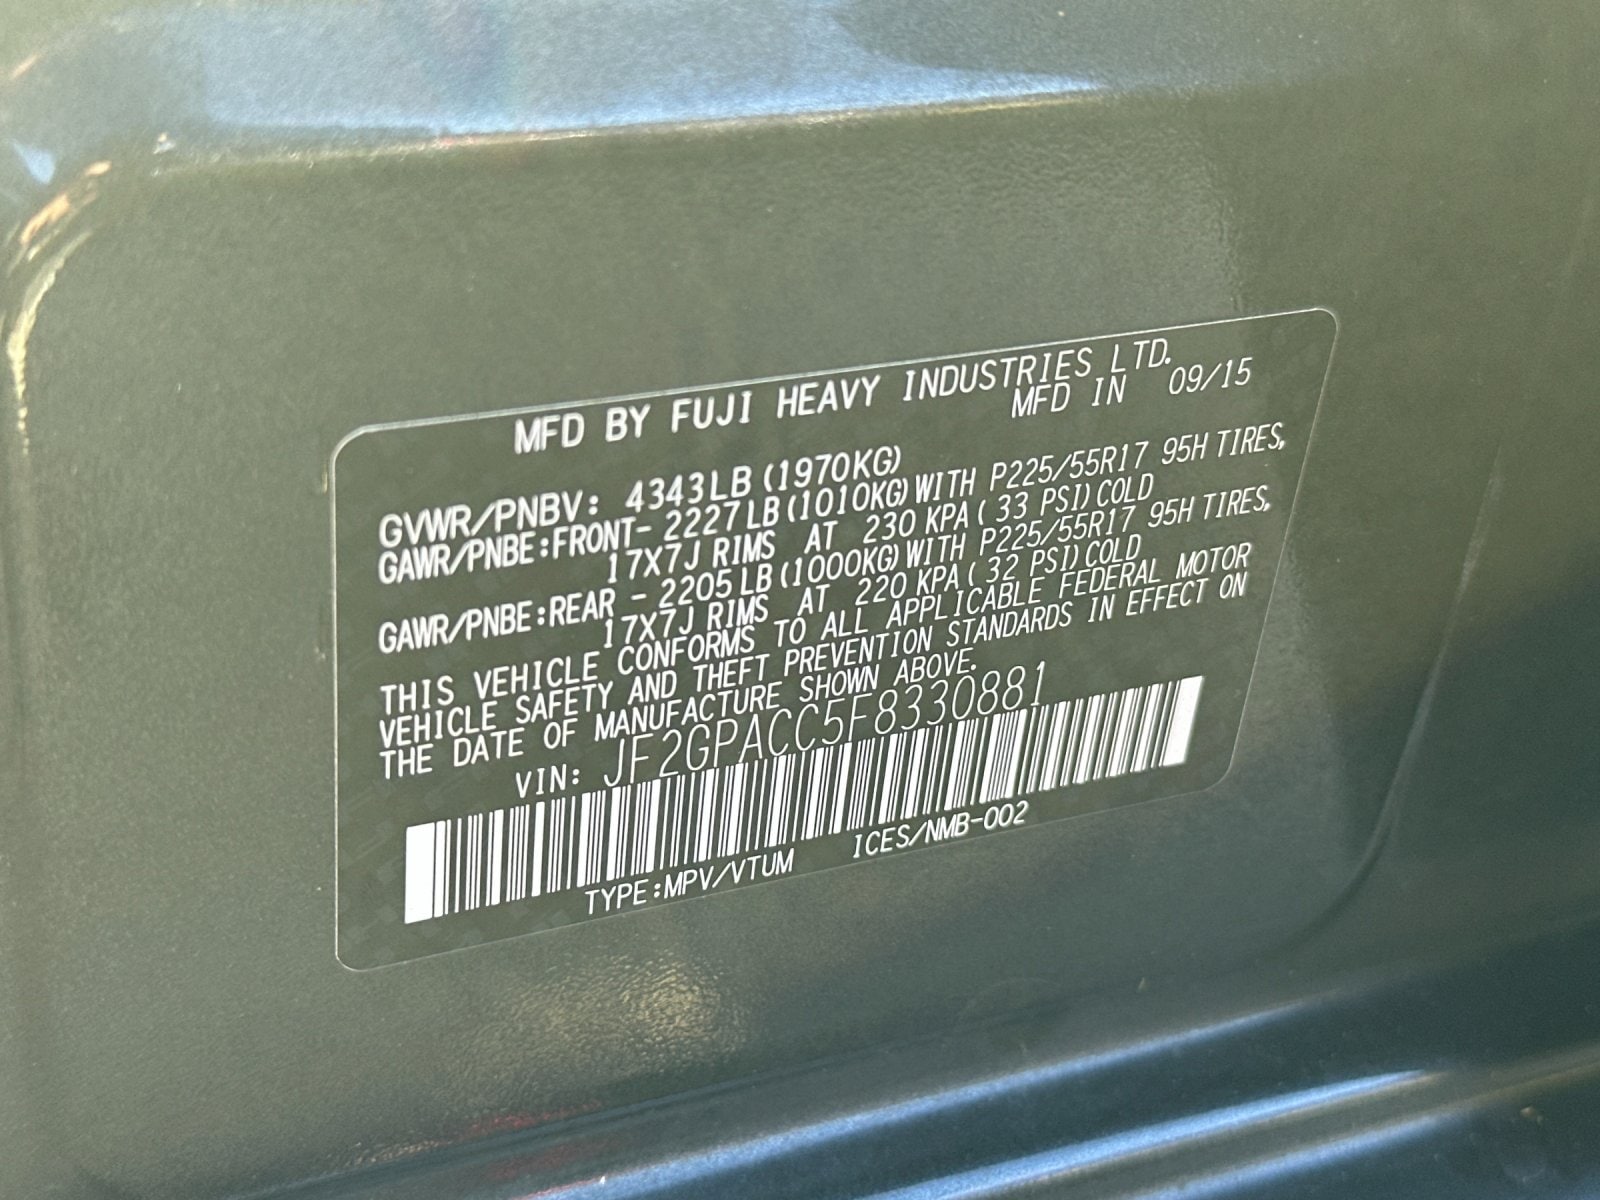 MFD BY FUJI HEAVY INDUSTRIES LTD.
MFD IN 09/15
GVWR/PNBV: 4343LB (1970KG)
GAWR/PNBE:FRONT- 2227LB (1010KG) WITH P225/55R17 95H TIRES,
17X7J RIMS AT 230 KPA ( 33 PSI) COLD
GAWR/PNBE:REAR - 2205LB (1000KG) WITH P225/55R17 95H TIRES,
17X7J RIMS AT 220 KPA ( 32 PSI) COLD
THIS VEHICLE CONFORMS TO ALL APPLICABLE FEDERAL MOTOR
VEHICLE SAFETY AND THEFT PREVENTION STANDARDS IN EFFECT ON
THE DATE OF MANUFACTURE SHOWN ABOVE.
VIN: JF2GPACC5F8330881
TYPE:MPV/VTUM ICES/NMB-002